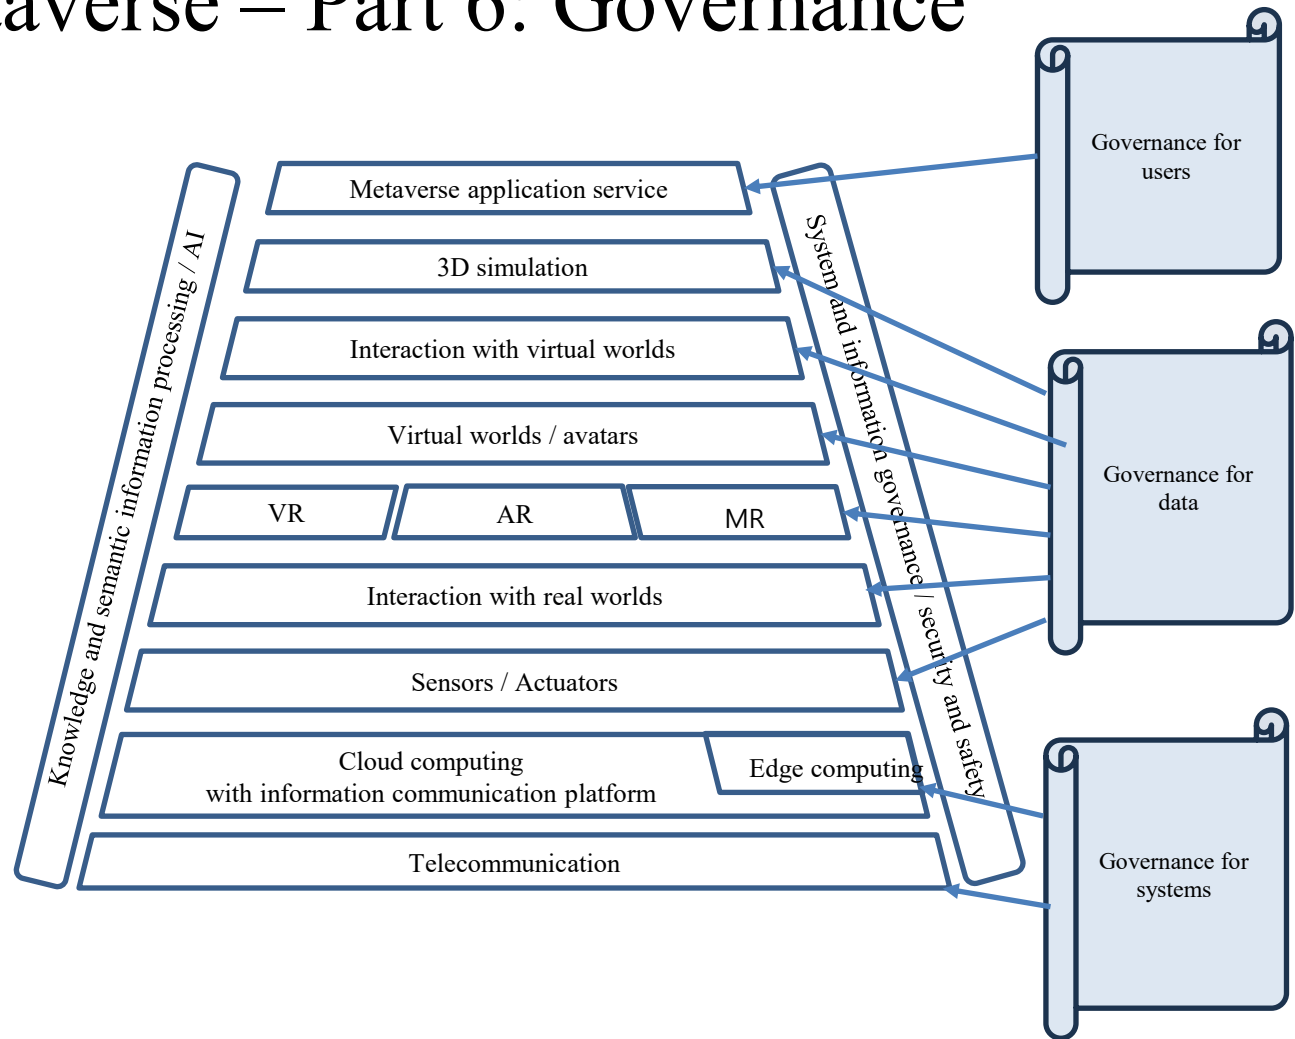 taverse – Part 6: Governance
Governance for
users
Metaverse application service
3D simulation
Interaction with virtual worlds
Virtual worlds / avatars
VR
AR
MR
Interaction with real worlds
Sensors / Actuators
Cloud computing
with information communication platform
Edge computing
Telecommunication
Knowledge and semantic information processing / AI
System and information governance / security and safety
Governance for
data
Governance for
systems